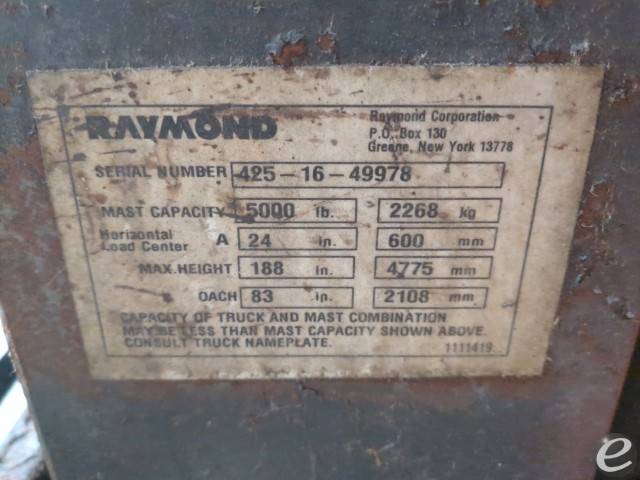 RAYMOND
Raymond Corporation
P.O. Box 130
Greene, New York 13778
SERIAL NUMBER 425-16-49978
MAST CAPACITY 5000 lb. 2268 kg
Horizontal
Load Center A 24 in. 600 mm
MAX. HEIGHT 188 in. 4775 mm
OACH 83 in. 2108 mm
CAPACITY OF TRUCK AND MAST COMBINATION
MAY BE LESS THAN MAST CAPACITY SHOWN ABOVE.
CONSULT TRUCK NAMEPLATE.
1111419
e